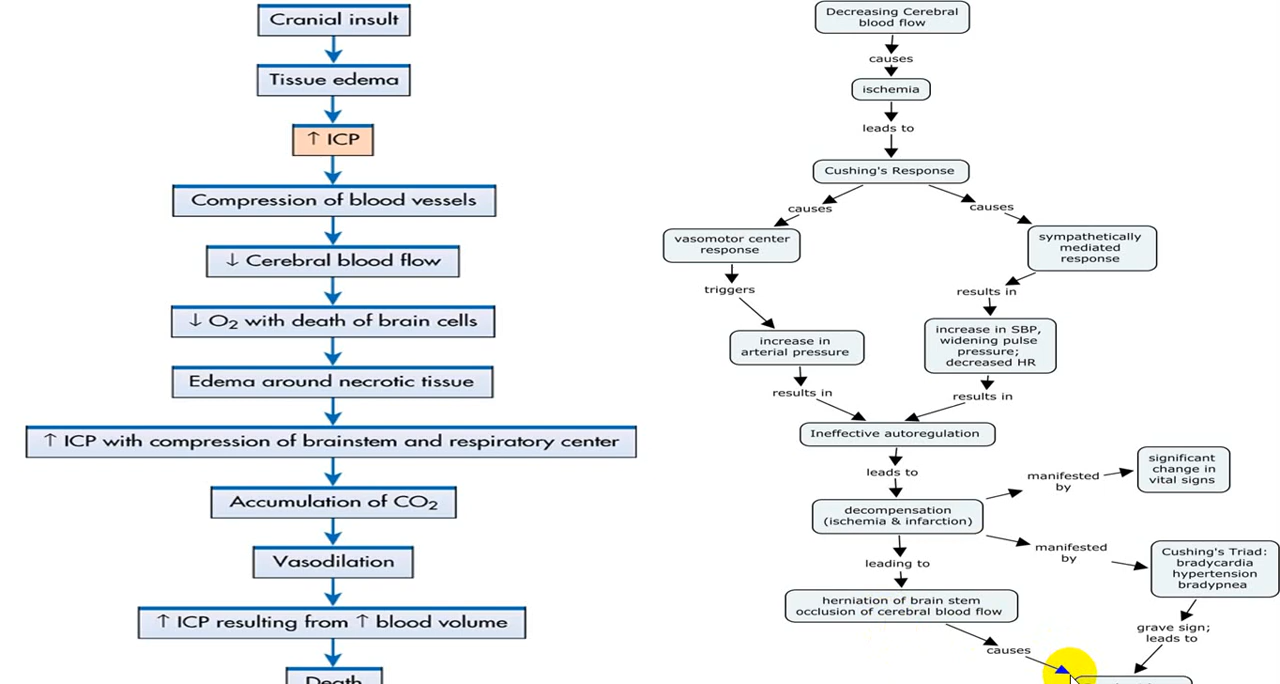 Cranial insult
Tissue edema
↑ ICP
Compression of blood vessels
↓ Cerebral blood flow
↓ O₂ with death of brain cells
Edema around necrotic tissue
↑ ICP with compression of brainstem and respiratory center
Accumulation of CO₂
Vasodilation
↑ ICP resulting from ↑ blood volume
Death
Decreasing Cerebral
blood flow
causes
ischemia
leads to
Cushing's Response
causes
causes
vasomotor center
response
sympathetically
mediated
response
triggers
results in
increase in
arterial pressure
increase in SBP,
widening pulse
pressure;
decreased HR
results in
results in
Ineffective autoregulation
leads to
manifested
by
significant
change in
vital signs
decompensation
(ischemia & infarction)
manifested
by
Cushing's Triad:
bradycardia
hypertension
bradypnea
leading to
herniation of brain stem
occlusion of cerebral blood flow
causes
grave sign;
leads to